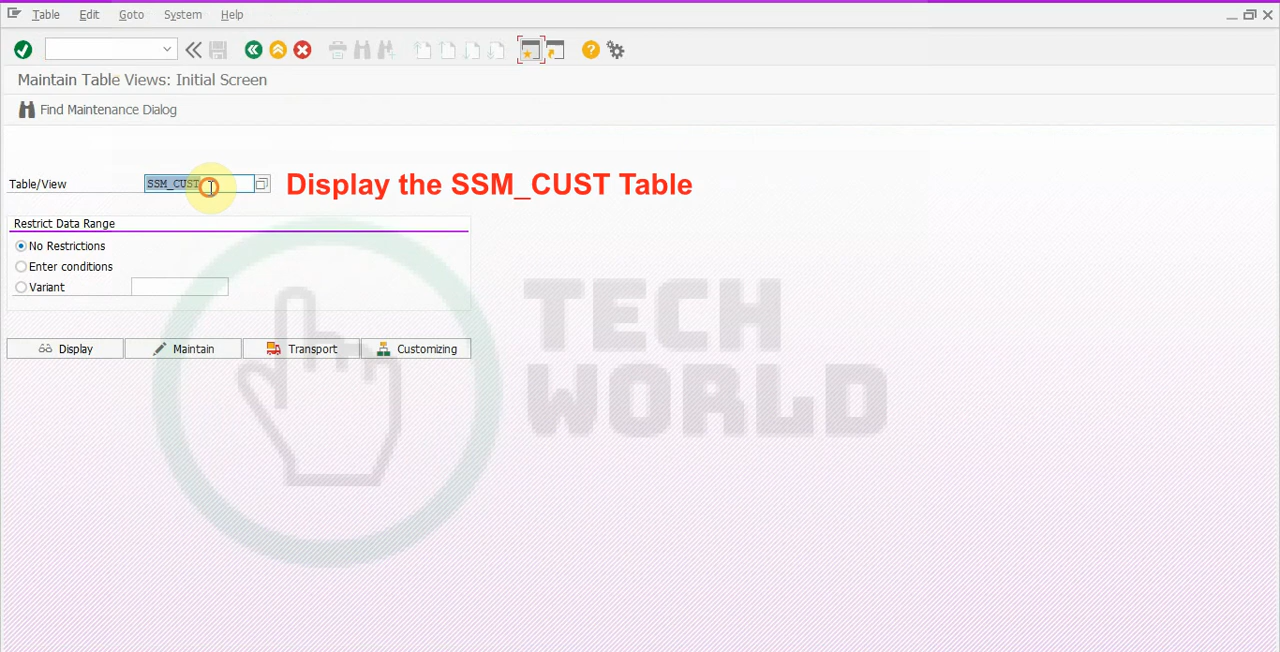 Table Edit Goto System Help
Maintain Table Views: Initial Screen
Find Maintenance Dialog
Table/View SSM_CUST Display the SSM_CUST Table
Restrict Data Range
No Restrictions
Enter conditions
Variant
Display Maintain Transport Customizing
TECH
WORLD